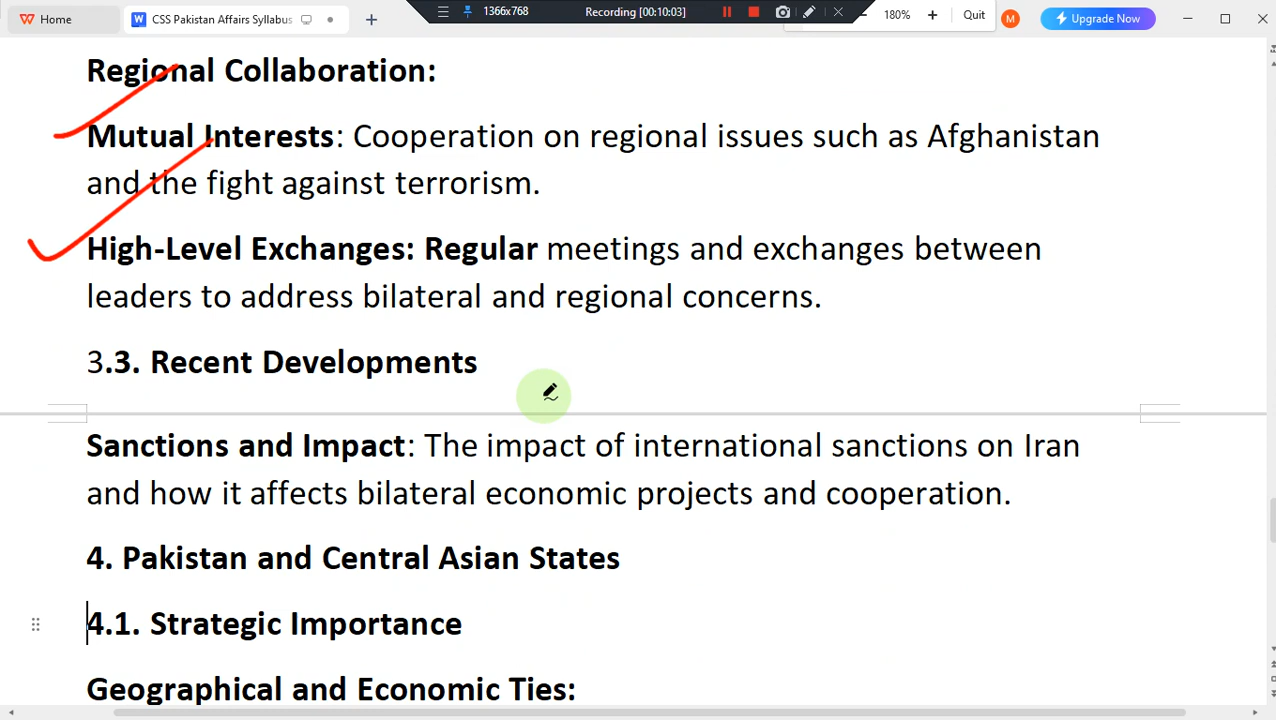 Home
CSS Pakistan Affairs Syllabus
1366x768
Recording [00:10:03]
180%
Quit
M
Upgrade Now
Regional Collaboration:
Mutual Interests: Cooperation on regional issues such as Afghanistan
and the fight against terrorism.
High-Level Exchanges: Regular meetings and exchanges between
leaders to address bilateral and regional concerns.
3.3. Recent Developments
Sanctions and Impact: The impact of international sanctions on Iran
and how it affects bilateral economic projects and cooperation.
4. Pakistan and Central Asian States
4.1. Strategic Importance
Geographical and Economic Ties: